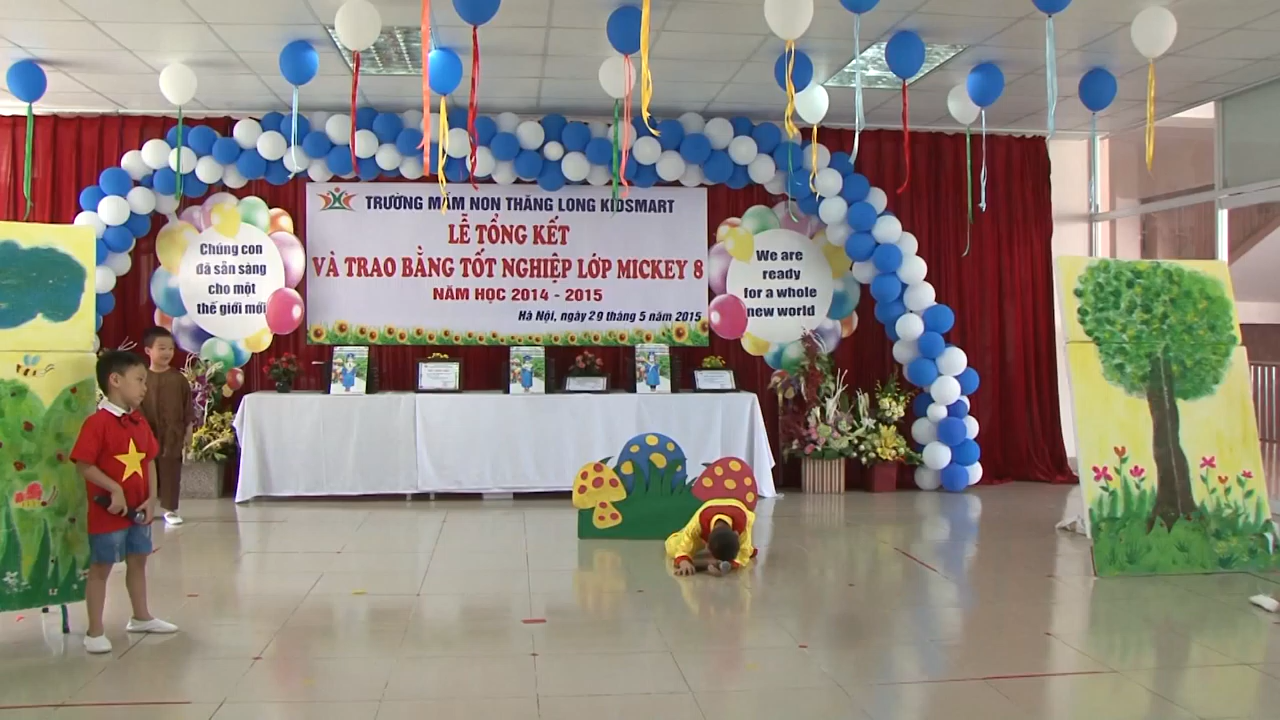 TRƯỜNG MẦM NON THĂNG LONG KIDSMART
LỄ TỔNG KẾT
VÀ TRAO BẰNG TỐT NGHIỆP LỚP MICKEY 8
NĂM HỌC 2014 - 2015
Hà Nội, ngày 29 tháng 5 năm 2015
Chúng con
đã sẵn sàng
cho một
thế giới mới
We are
ready
for a whole
new world